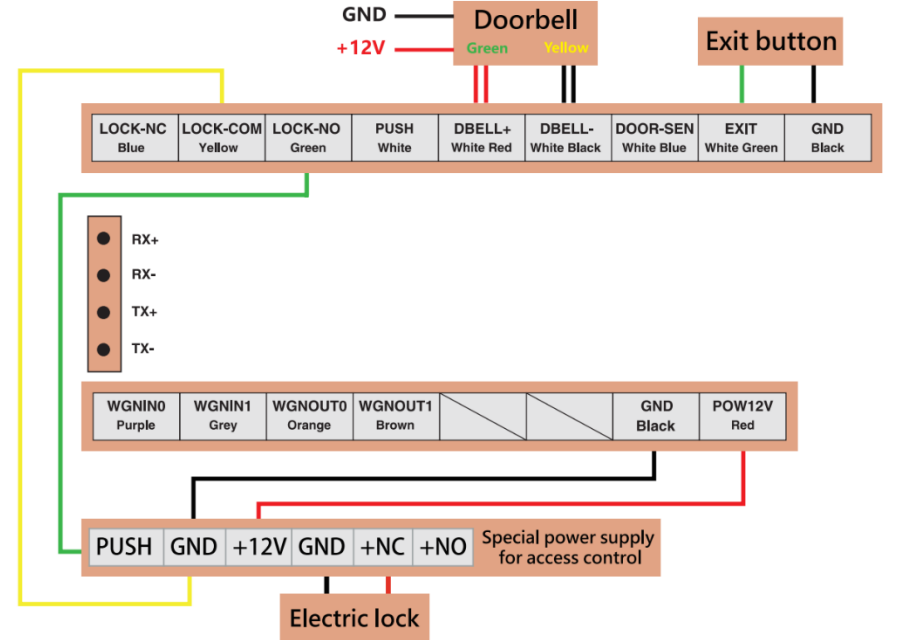 GND
Doorbell
+12V
Green
Yellow
Exit button
LOCK-NC LOCK-COM LOCK-NO PUSH DBELL+ DBELL- DOOR-SEN EXIT GND
Blue Yellow Green White White Red White Black White Blue White Green Black
RX+
RX-
TX+
TX-
WGNIN0 WGNIN1 WGNOUT0 WGNOUT1 GND POW12V
Purple Grey Orange Brown Black Red
PUSH GND +12V GND +NC +NO
Special power supply
for access control
Electric lock